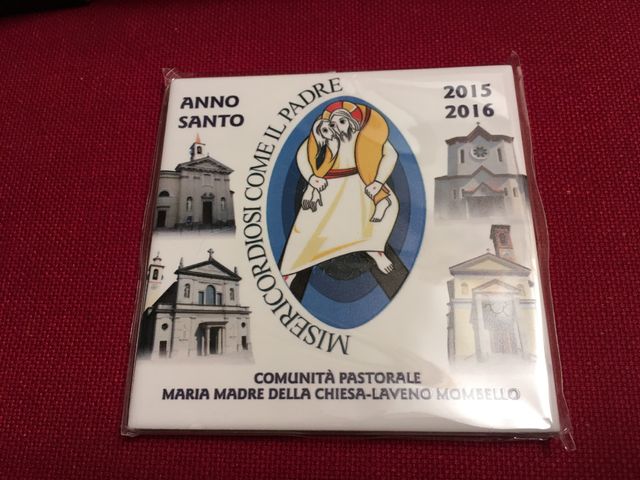 ANNO
SANTO
MISERICORDIOSI COME IL PADRE
2015
2016
COMUNITÀ PASTORALE
MARIA MADRE DELLA CHIESA-LAVENO MOMBELLO